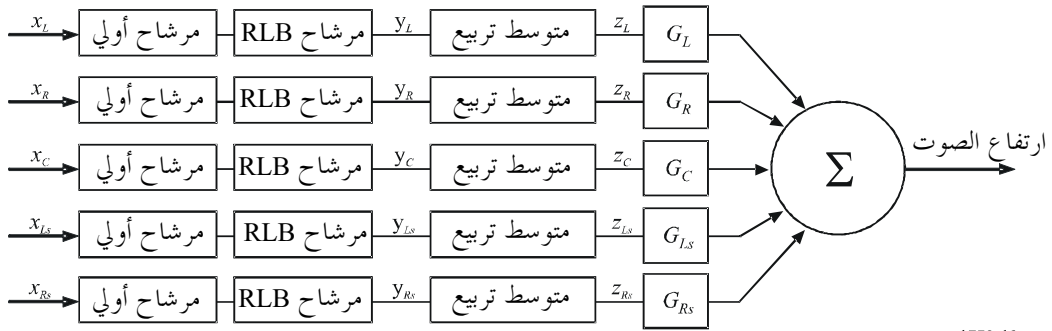 x_L مرشاح أولي مرشاح RLB y_L متوسط تربيع z_L G_L
x_R مرشاح أولي مرشاح RLB y_R متوسط تربيع z_R G_R
ارتفاع الصوت
x_C مرشاح أولي مرشاح RLB y_C متوسط تربيع z_C G_C Σ
x_Ls مرشاح أولي مرشاح RLB y_Ls متوسط تربيع z_Ls G_Ls
x_Rs مرشاح أولي مرشاح RLB y_Rs متوسط تربيع z_Rs G_Rs